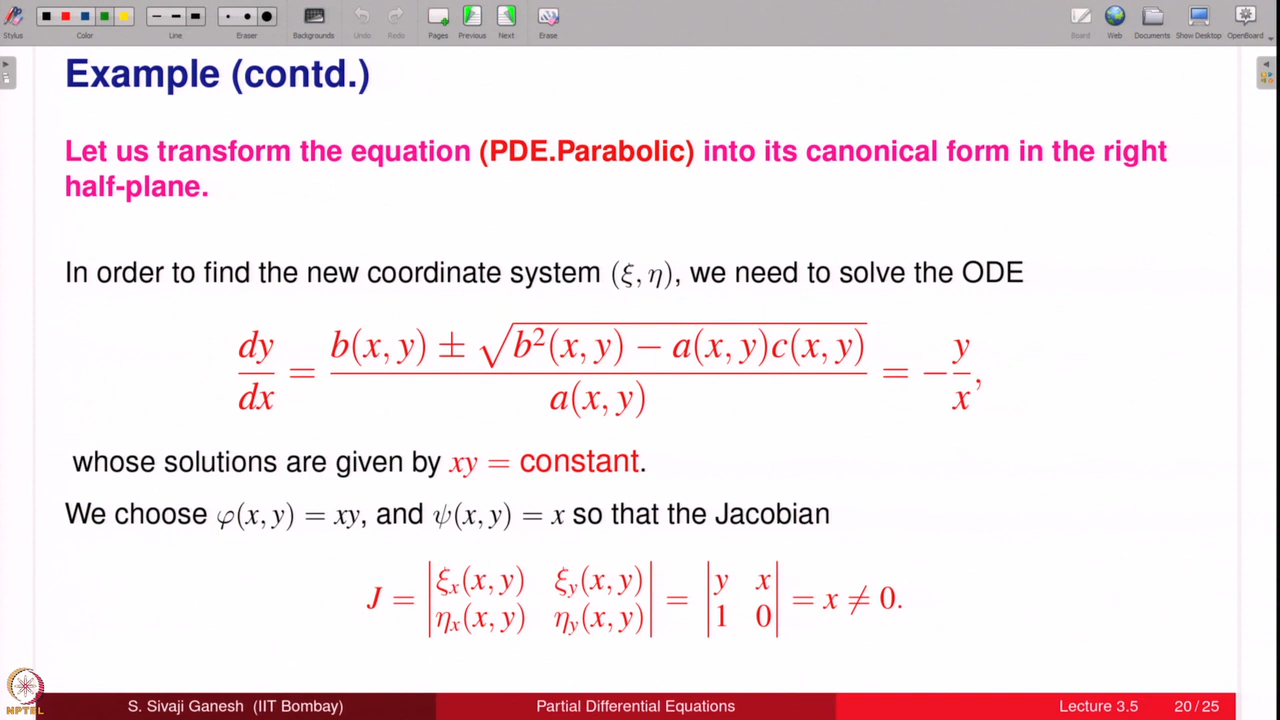 Stylus Color Line Eraser Backgrounds Undo Redo Pages Previous Next Erase Board Web Documents Show Desktop OpenBoard
Example (contd.)
Let us transform the equation (PDE.Parabolic) into its canonical form in the right
half-plane.
In order to find the new coordinate system (ξ, η), we need to solve the ODE
dy/dx = (b(x, y) ± √(b²(x, y) − a(x, y)c(x, y)))/a(x, y) = −y/x,
whose solutions are given by xy = constant.
We choose φ(x, y) = xy, and ψ(x, y) = x so that the Jacobian
J = |ξₓ(x, y) ξᵧ(x, y); ηₓ(x, y) ηᵧ(x, y)| = |y x; 1 0| = x ≠ 0.
NPTEL
S. Sivaji Ganesh (IIT Bombay) Partial Differential Equations Lecture 3.5 20 / 25